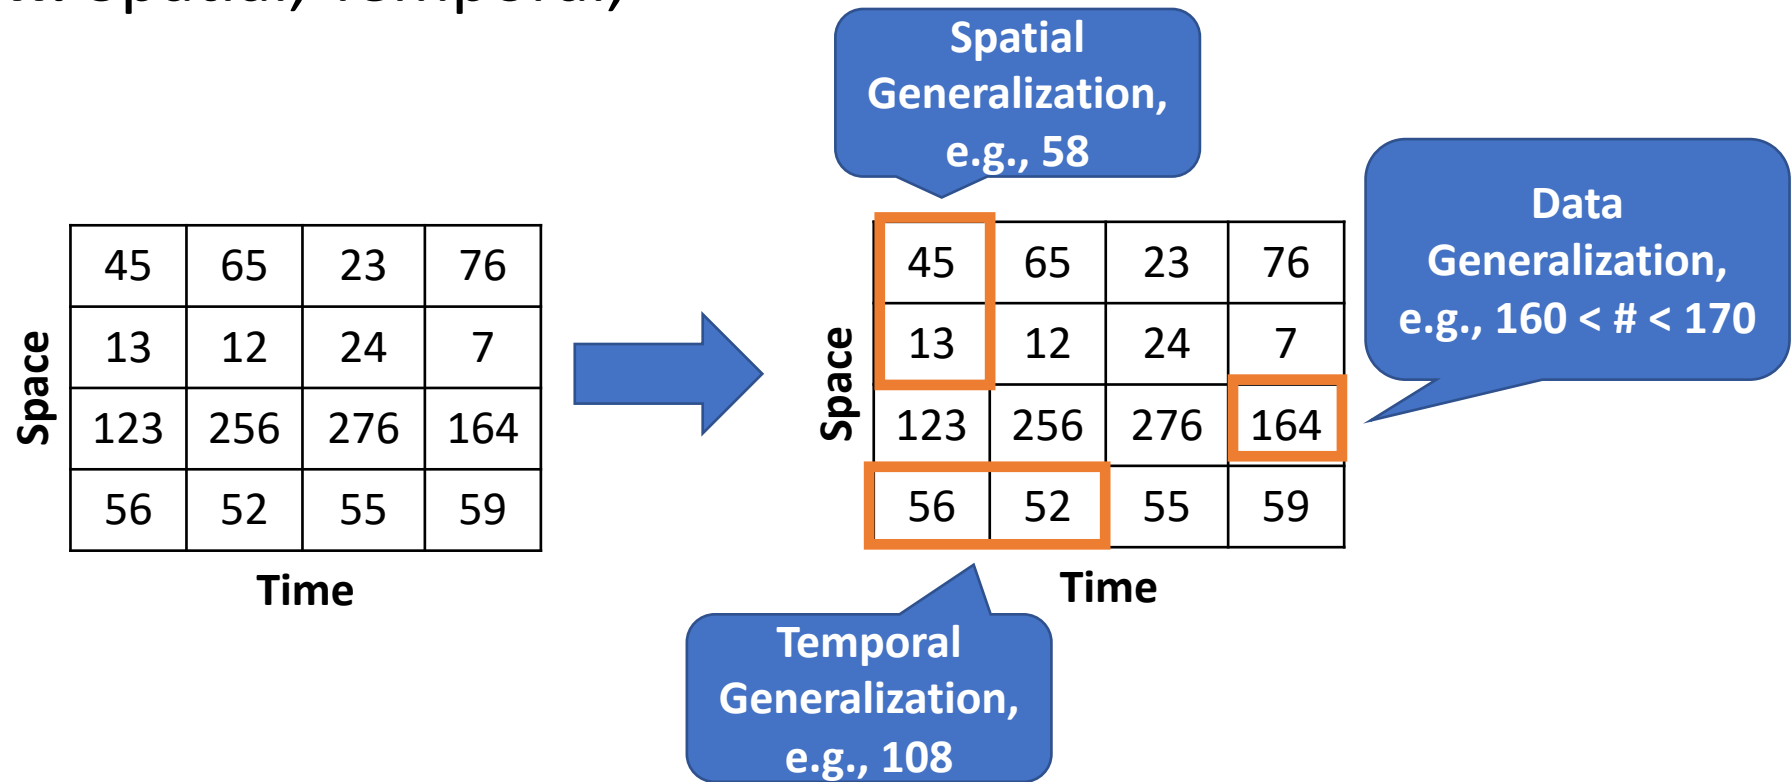 Spatial, Temporal,
Spatial
Generalization,
e.g., 58
Data
Generalization,
e.g., 160 < # < 170
45 65 23 76
13 12 24 7
123 256 276 164
56 52 55 59
Space
Time
45 65 23 76
13 12 24 7
123 256 276 164
56 52 55 59
Space
Time
Temporal
Generalization,
e.g., 108